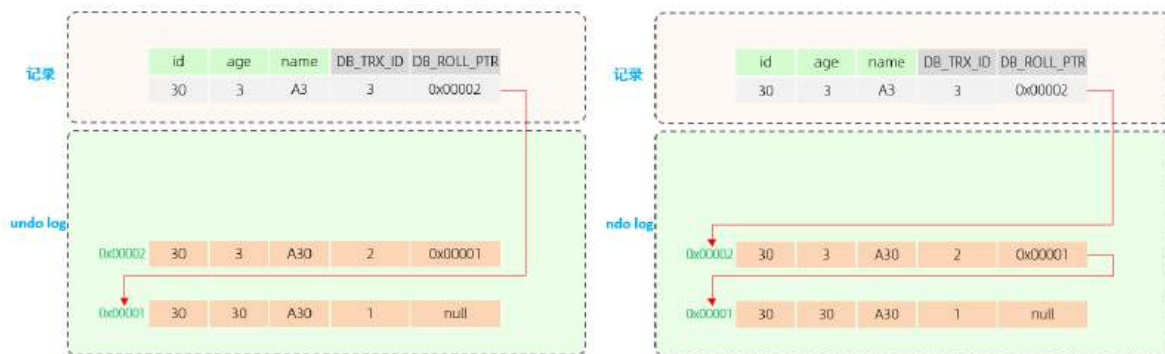 id age name DB_TRX_ID DB_ROLL_PTR
记录
30 3 A3 3 0x00002
undo log
0x00002 30 3 A30 2 0x00001
0x00001 30 30 A30 1 null
id age name DB_TRX_ID DB_ROLL_PTR
记录
30 3 A3 3 0x00002
ndo log
0x00002 30 3 A30 2 0x00001
0x00001 30 30 A30 1 null